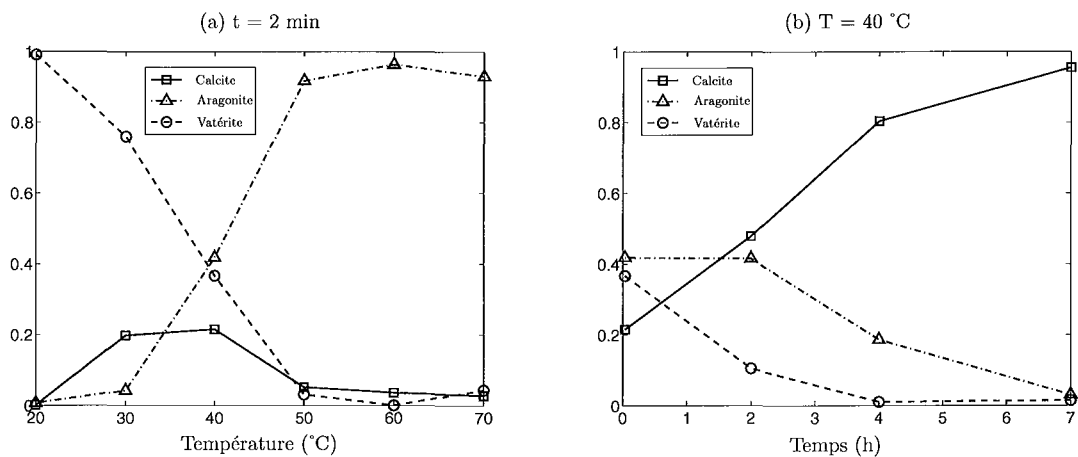 (a) t = 2 min
1
0.8
0.6
0.4
0.2
0
20 30 40 50 60 70
Température (°C)
Calcite
Aragonite
Vatérite
(b) T = 40 °C
1
0.8
0.6
0.4
0.2
0
0 1 2 3 4 5 6 7
Temps (h)
Calcite
Aragonite
Vatérite